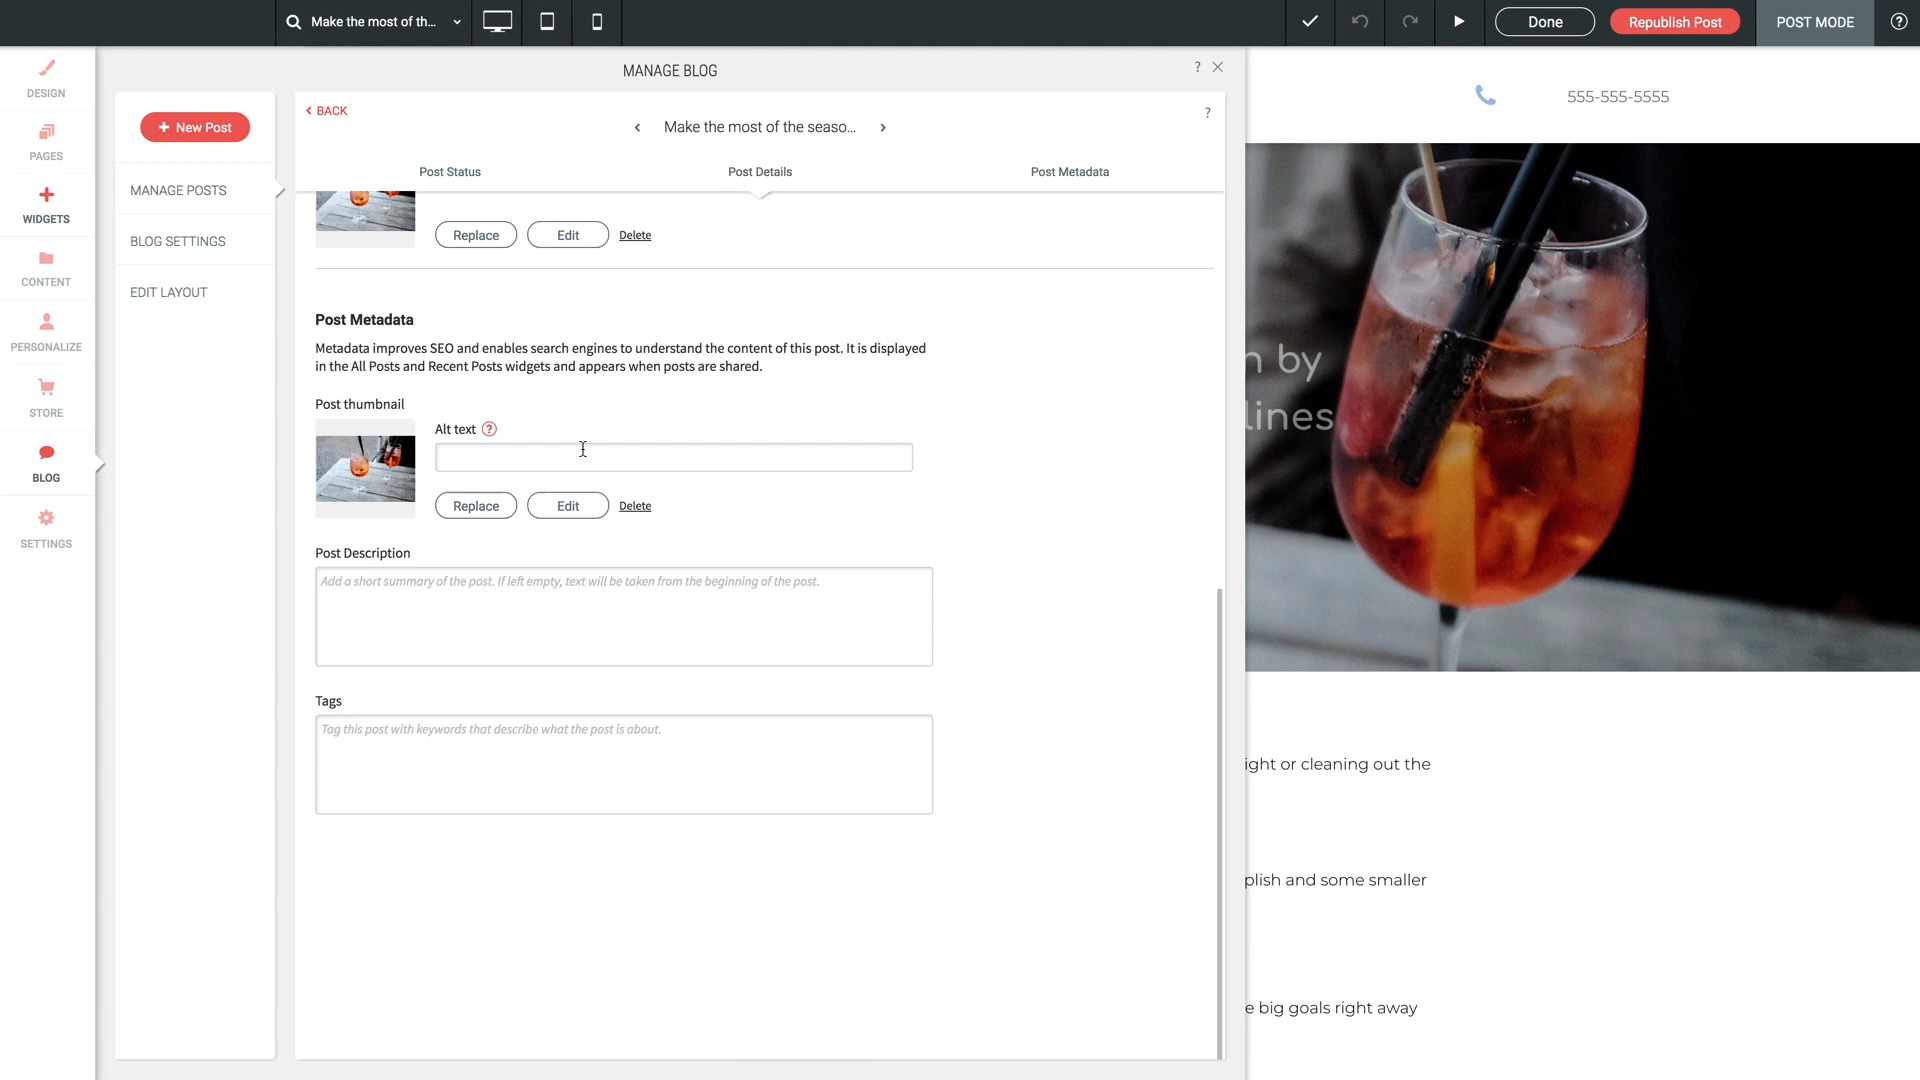 Make the most of th...
Done
Republish Post
POST MODE
?
DESIGN
PAGES
WIDGETS
CONTENT
PERSONALIZE
STORE
BLOG
SETTINGS
MANAGE BLOG
?
+ New Post
MANAGE POSTS
BLOG SETTINGS
EDIT LAYOUT
BACK
?
Make the most of the seaso...
Post Status
Post Details
Post Metadata
Replace
Edit
Delete
Post Metadata
Metadata improves SEO and enables search engines to understand the content of this post. It is displayed
in the All Posts and Recent Posts widgets and appears when posts are shared.
Post thumbnail
Alt text ?
Replace
Edit
Delete
Post Description
Add a short summary of the post. If left empty, text will be taken from the beginning of the post.
Tags
Tag this post with keywords that describe what the post is about.
555-555-5555
n by
lines
ight or cleaning out the
plish and some smaller
e big goals right away